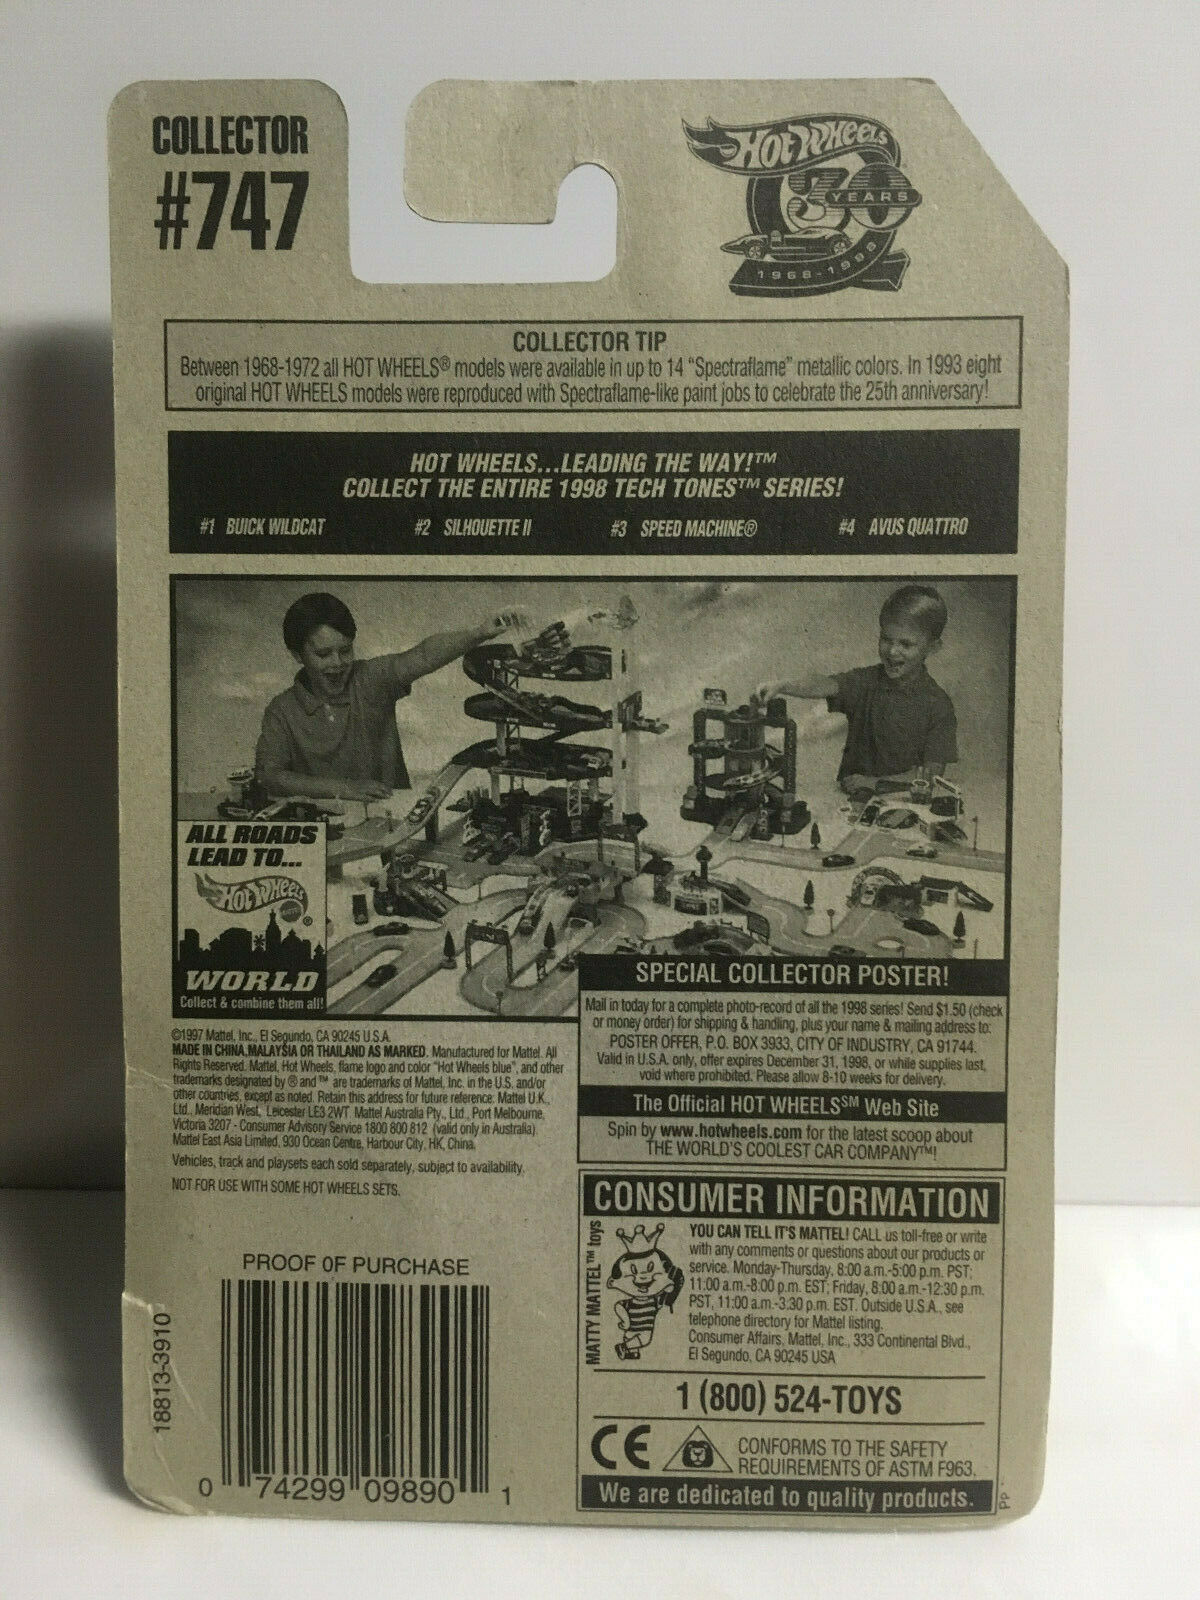 COLLECTOR
#747
HOT WHEELS
30
YEARS
1968-1998
COLLECTOR TIP
Between 1968-1972 all HOT WHEELS® models were available in up to 14 “Spectraflame” metallic colors. In 1993 eight
original HOT WHEELS models were reproduced with Spectraflame-like paint jobs to celebrate the 25th anniversary!
HOT WHEELS...LEADING THE WAY!™
COLLECT THE ENTIRE 1998 TECH TONES™ SERIES!
#1 BUICK WILDCAT #2 SILHOUETTE II #3 SPEED MACHINE® #4 AVUS QUATTRO
ALL ROADS
LEAD TO...
HOT WHEELS®
WORLD
Collect & combine them all!
SPECIAL COLLECTOR POSTER!
Mail in today for a complete photo-record of all the 1998 series! Send $1.50 (check
or money order) for shipping & handling, plus your name & mailing address to:
POSTER OFFER, P.O. BOX 3933, CITY OF INDUSTRY, CA 91744.
Valid in U.S.A. only, offer expires December 31, 1998, or while supplies last,
void where prohibited. Please allow 8-10 weeks for delivery.
The Official HOT WHEELS℠ Web Site
Spin by www.hotwheels.com for the latest scoop about
THE WORLD'S COOLEST CAR COMPANY™!
©1997 Mattel, Inc., El Segundo, CA 90245 U.S.A.
MADE IN CHINA, MALAYSIA OR THAILAND AS MARKED. Manufactured for Mattel. All
Rights Reserved. Mattel, Hot Wheels, flame logo and color "Hot Wheels blue", and other
trademarks designated by ® and ™ are trademarks of Mattel, Inc. in the U.S. and/or
other countries, except as noted. Retain this address for future reference: Mattel U.K.,
Ltd., Meridian West, Leicester LE3 2WT. Mattel Australia Pty., Ltd., Port Melbourne,
Victoria 3207 - Consumer Advisory Service 1800 800 812 (valid only in Australia).
Mattel East Asia Limited, 930 Ocean Centre, Harbour City, HK, China.
Vehicles, track and playsets each sold separately, subject to availability.
NOT FOR USE WITH SOME HOT WHEELS SETS.
CONSUMER INFORMATION
MATTY MATTEL™ toys
YOU CAN TELL IT'S MATTEL! CALL us toll-free or write
with any comments or questions about our products or
service. Monday-Thursday, 8:00 a.m.-5:00 p.m. PST;
11:00 a.m.-8:00 p.m. EST; Friday, 8:00 a.m.-12:30 p.m.
PST, 11:00 a.m.-3:30 p.m. EST. Outside U.S.A., see
telephone directory for Mattel listing.
Consumer Affairs, Mattel, Inc., 333 Continental Blvd.,
El Segundo, CA 90245 USA
1 (800) 524-TOYS
CE
CONFORMS TO THE SAFETY
REQUIREMENTS OF ASTM F963.
We are dedicated to quality products.
PP
PROOF OF PURCHASE
18813-3910
0 74299 09890 1